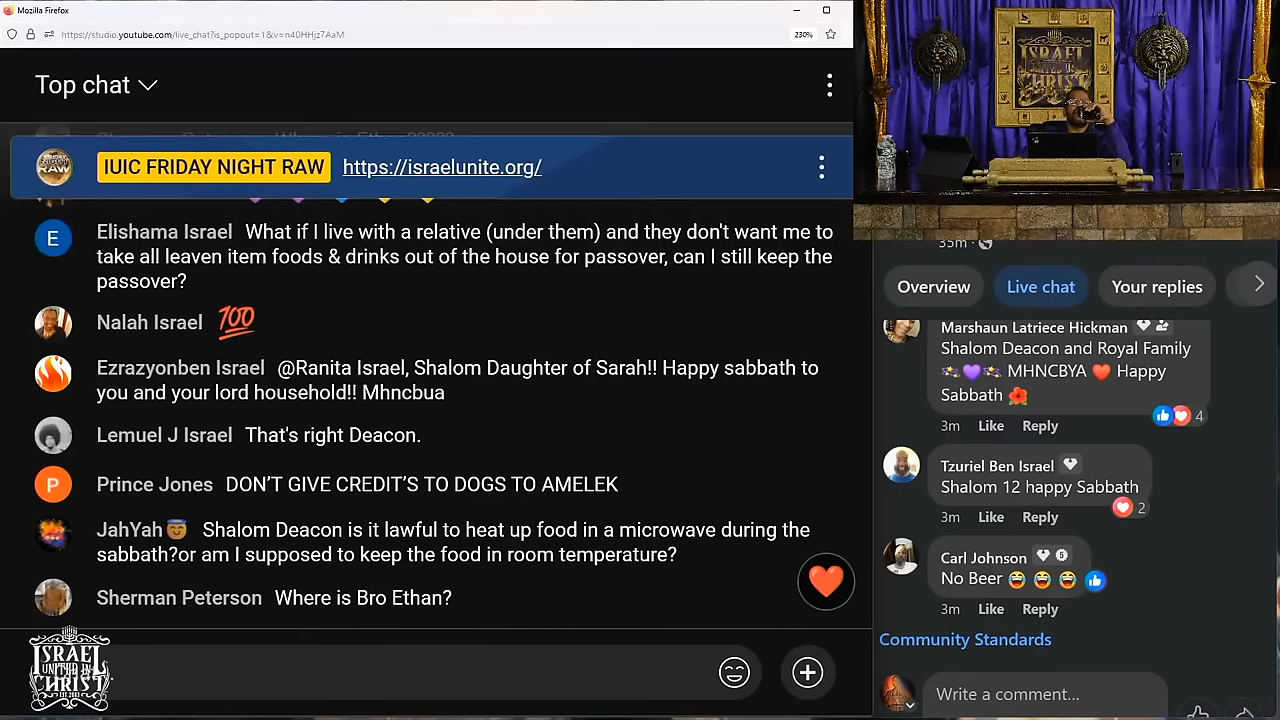 Mozilla Firefox
https://studio.youtube.com/live_chat?is_popout=1&v=n40HHjz7AaM
230%
Top chat
IUIC FRIDAY NIGHT RAW https://israelunite.org/
E
Elishama Israel What if I live with a relative (under them) and they don't want me to
take all leaven item foods & drinks out of the house for passover, can I still keep the
passover?
Nalah Israel 💯
Ezrazyonben Israel @Ranita Israel, Shalom Daughter of Sarah!! Happy sabbath to
you and your lord household!! Mhncbua
Lemuel J Israel That's right Deacon.
P
Prince Jones DON'T GIVE CREDIT'S TO DOGS TO AMELEK
JahYah😇 Shalom Deacon is it lawful to heat up food in a microwave during the
sabbath?or am I supposed to keep the food in room temperature?
Sherman Peterson Where is Bro Ethan?
ISRAEL
UNITED IN
CHRIST
EST. 2003
ISRAEL
UNITED IN
CHRIST
35m
Overview
Live chat
Your replies
Marshaun Latriece Hickman
Shalom Deacon and Royal Family
MHNCBYA ❤️ Happy
Sabbath 🌺
4
3m Like Reply
Tzuriel Ben Israel
Shalom 12 happy Sabbath
2
3m Like Reply
Carl Johnson
No Beer 😂 😂 😂
3m Like Reply
Community Standards
Write a comment...